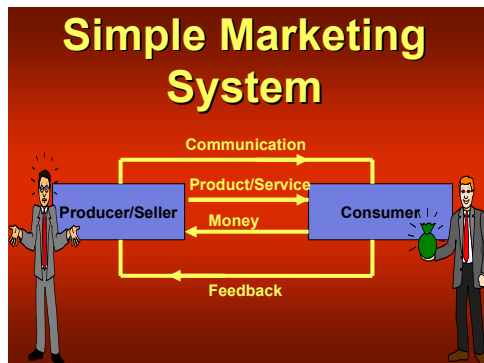 Simple Marketing
System
Communication
Product/Service
Producer/Seller
Consumer
Money
Feedback